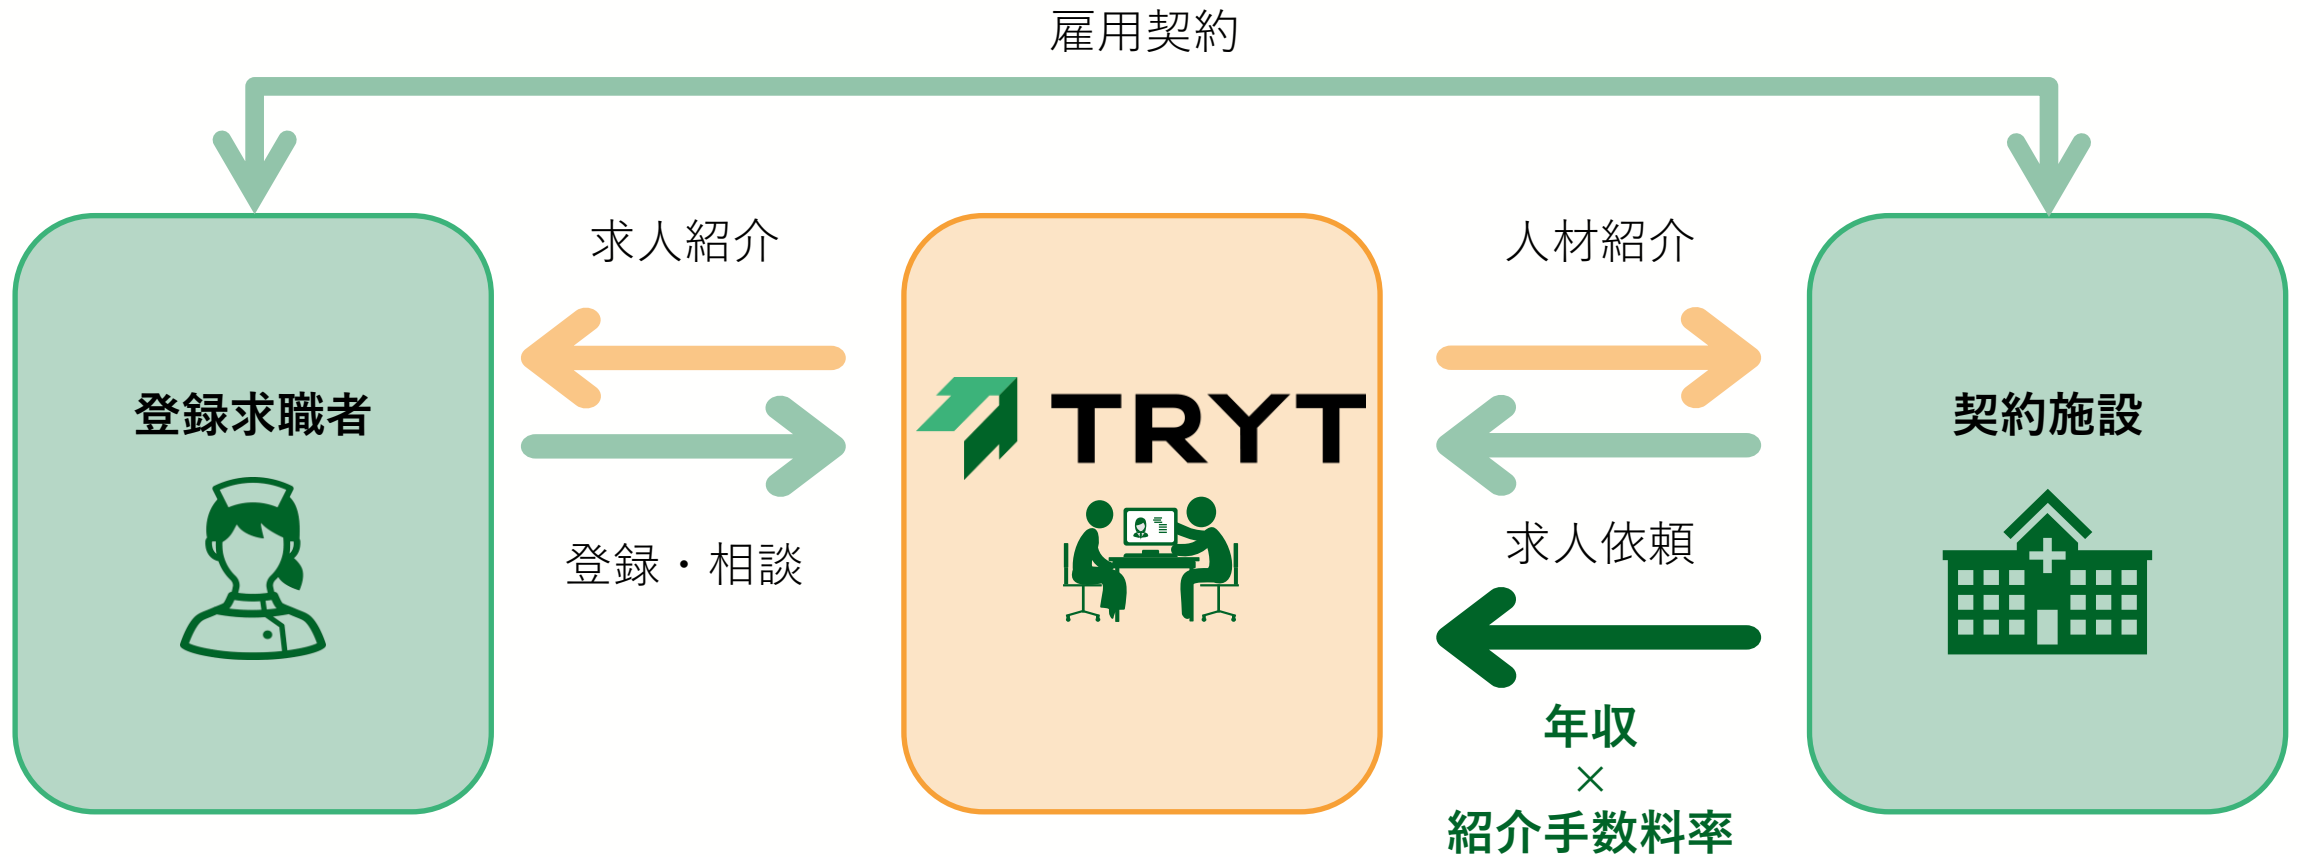 雇用契約
求人紹介
人材紹介
登録求職者
TRYT
契約施設
登録・相談
求人依頼
年収
×
紹介手数料率